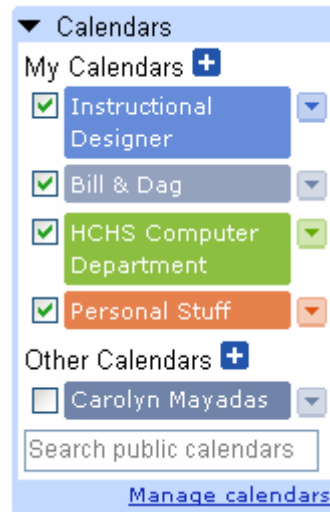 Calendars
My Calendars
Instructional
Designer
Bill & Dag
HCHS Computer
Department
Personal Stuff
Other Calendars
Carolyn Mayadas
Search public calendars
Manage calendars